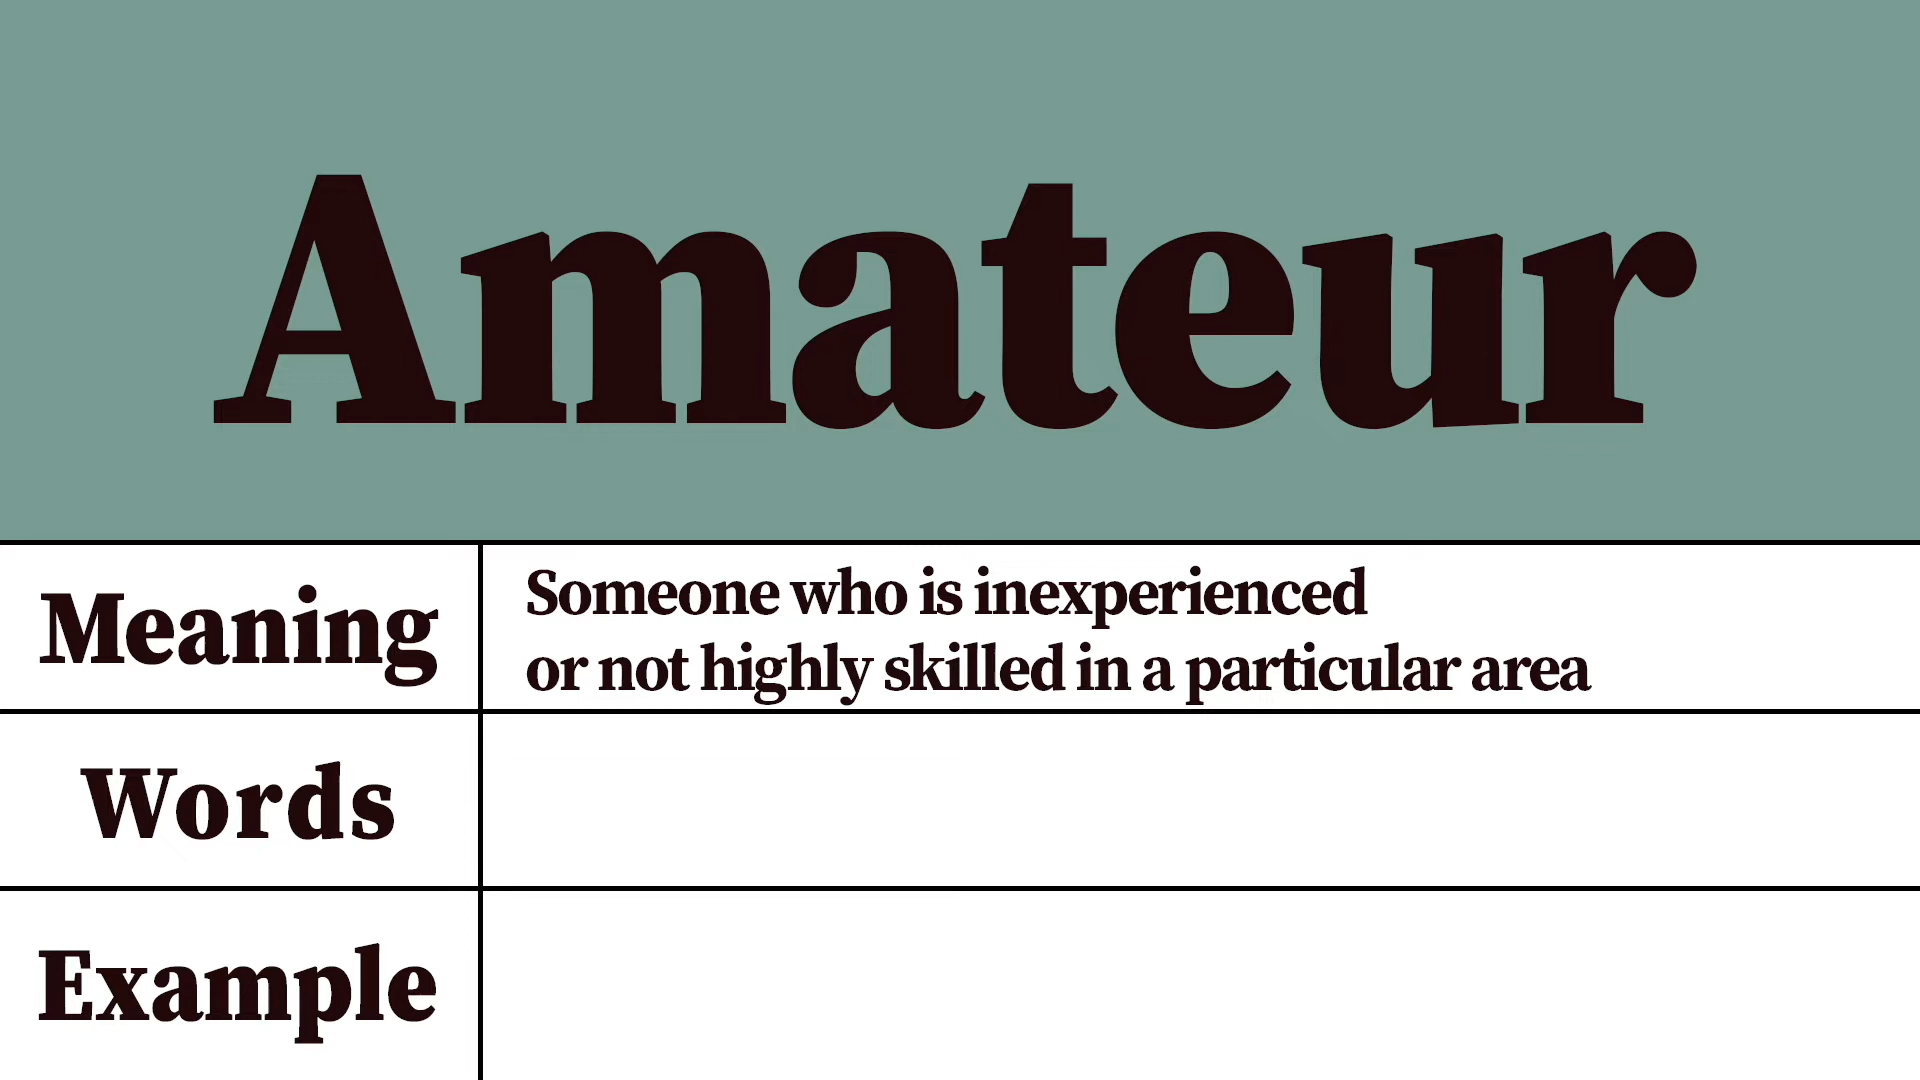 Amateur
Meaning
Someone who is inexperienced
or not highly skilled in a particular area
Words
Example